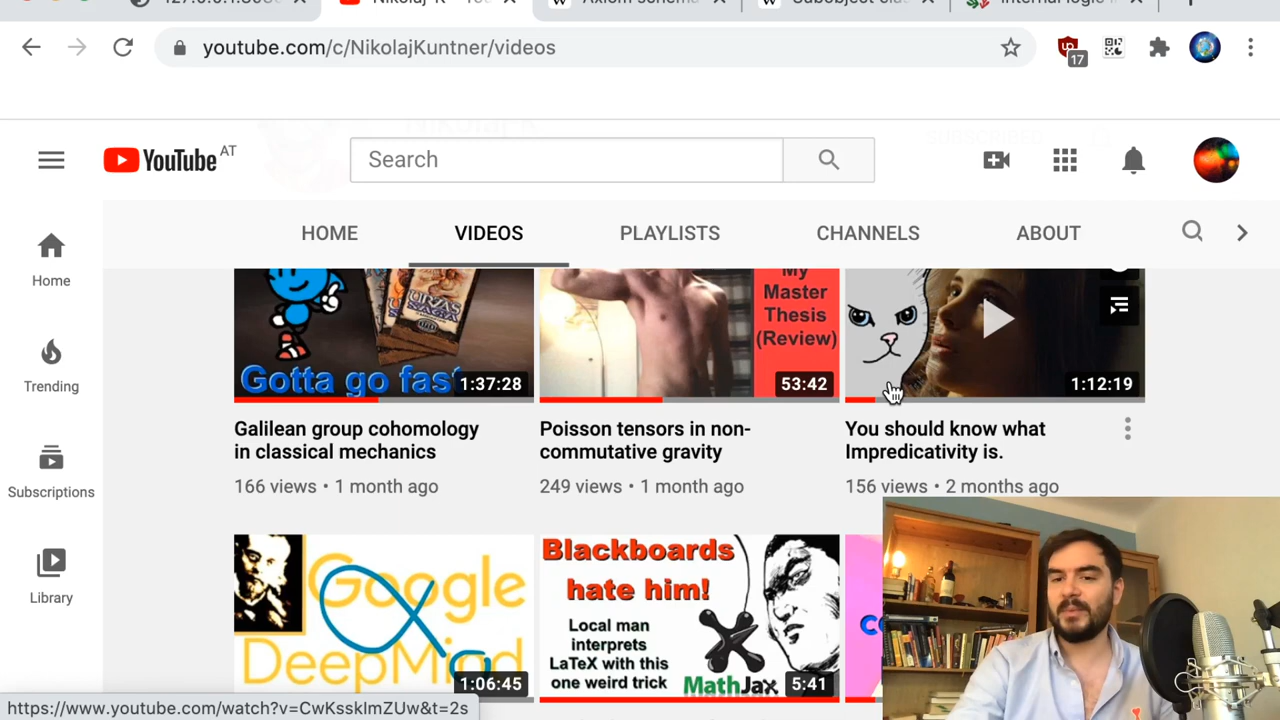 youtube.com/c/NikolajKuntner/videos
17
YouTube AT
Search
HOME
VIDEOS
PLAYLISTS
CHANNELS
ABOUT
Home
Trending
Subscriptions
Library
My
Master
Thesis
(Review)
Gotta go fast
1:37:28
53:42
1:12:19
Galilean group cohomology
in classical mechanics
166 views • 1 month ago
Poisson tensors in non-
commutative gravity
249 views • 1 month ago
You should know what
Impredicativity is.
156 views • 2 months ago
Google
DeepMind
1:06:45
Blackboards
hate him!
Local man
interprets
LaTeX with this
one weird trick
MathJax
5:41
https://www.youtube.com/watch?v=CwKssklmZUw&t=2s